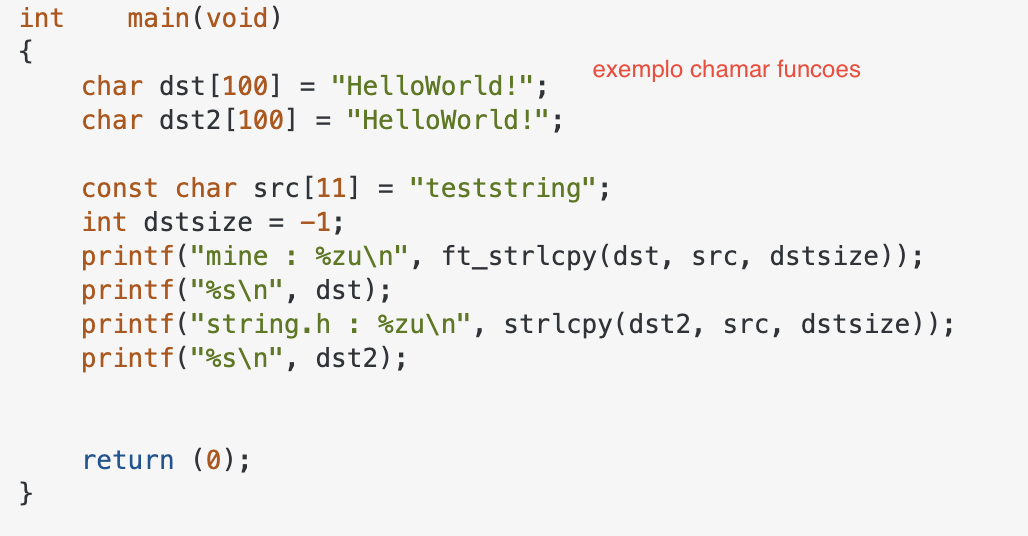 int    main(void)
{
exemplo chamar funcoes
    char dst[100] = "HelloWorld!";
    char dst2[100] = "HelloWorld!";
    const char src[11] = "teststring";
    int dstsize = -1;
    printf("mine : %zu\n", ft_strlcpy(dst, src, dstsize));
    printf("%s\n", dst);
    printf("string.h : %zu\n", strlcpy(dst2, src, dstsize));
    printf("%s\n", dst2);
    return (0);
}